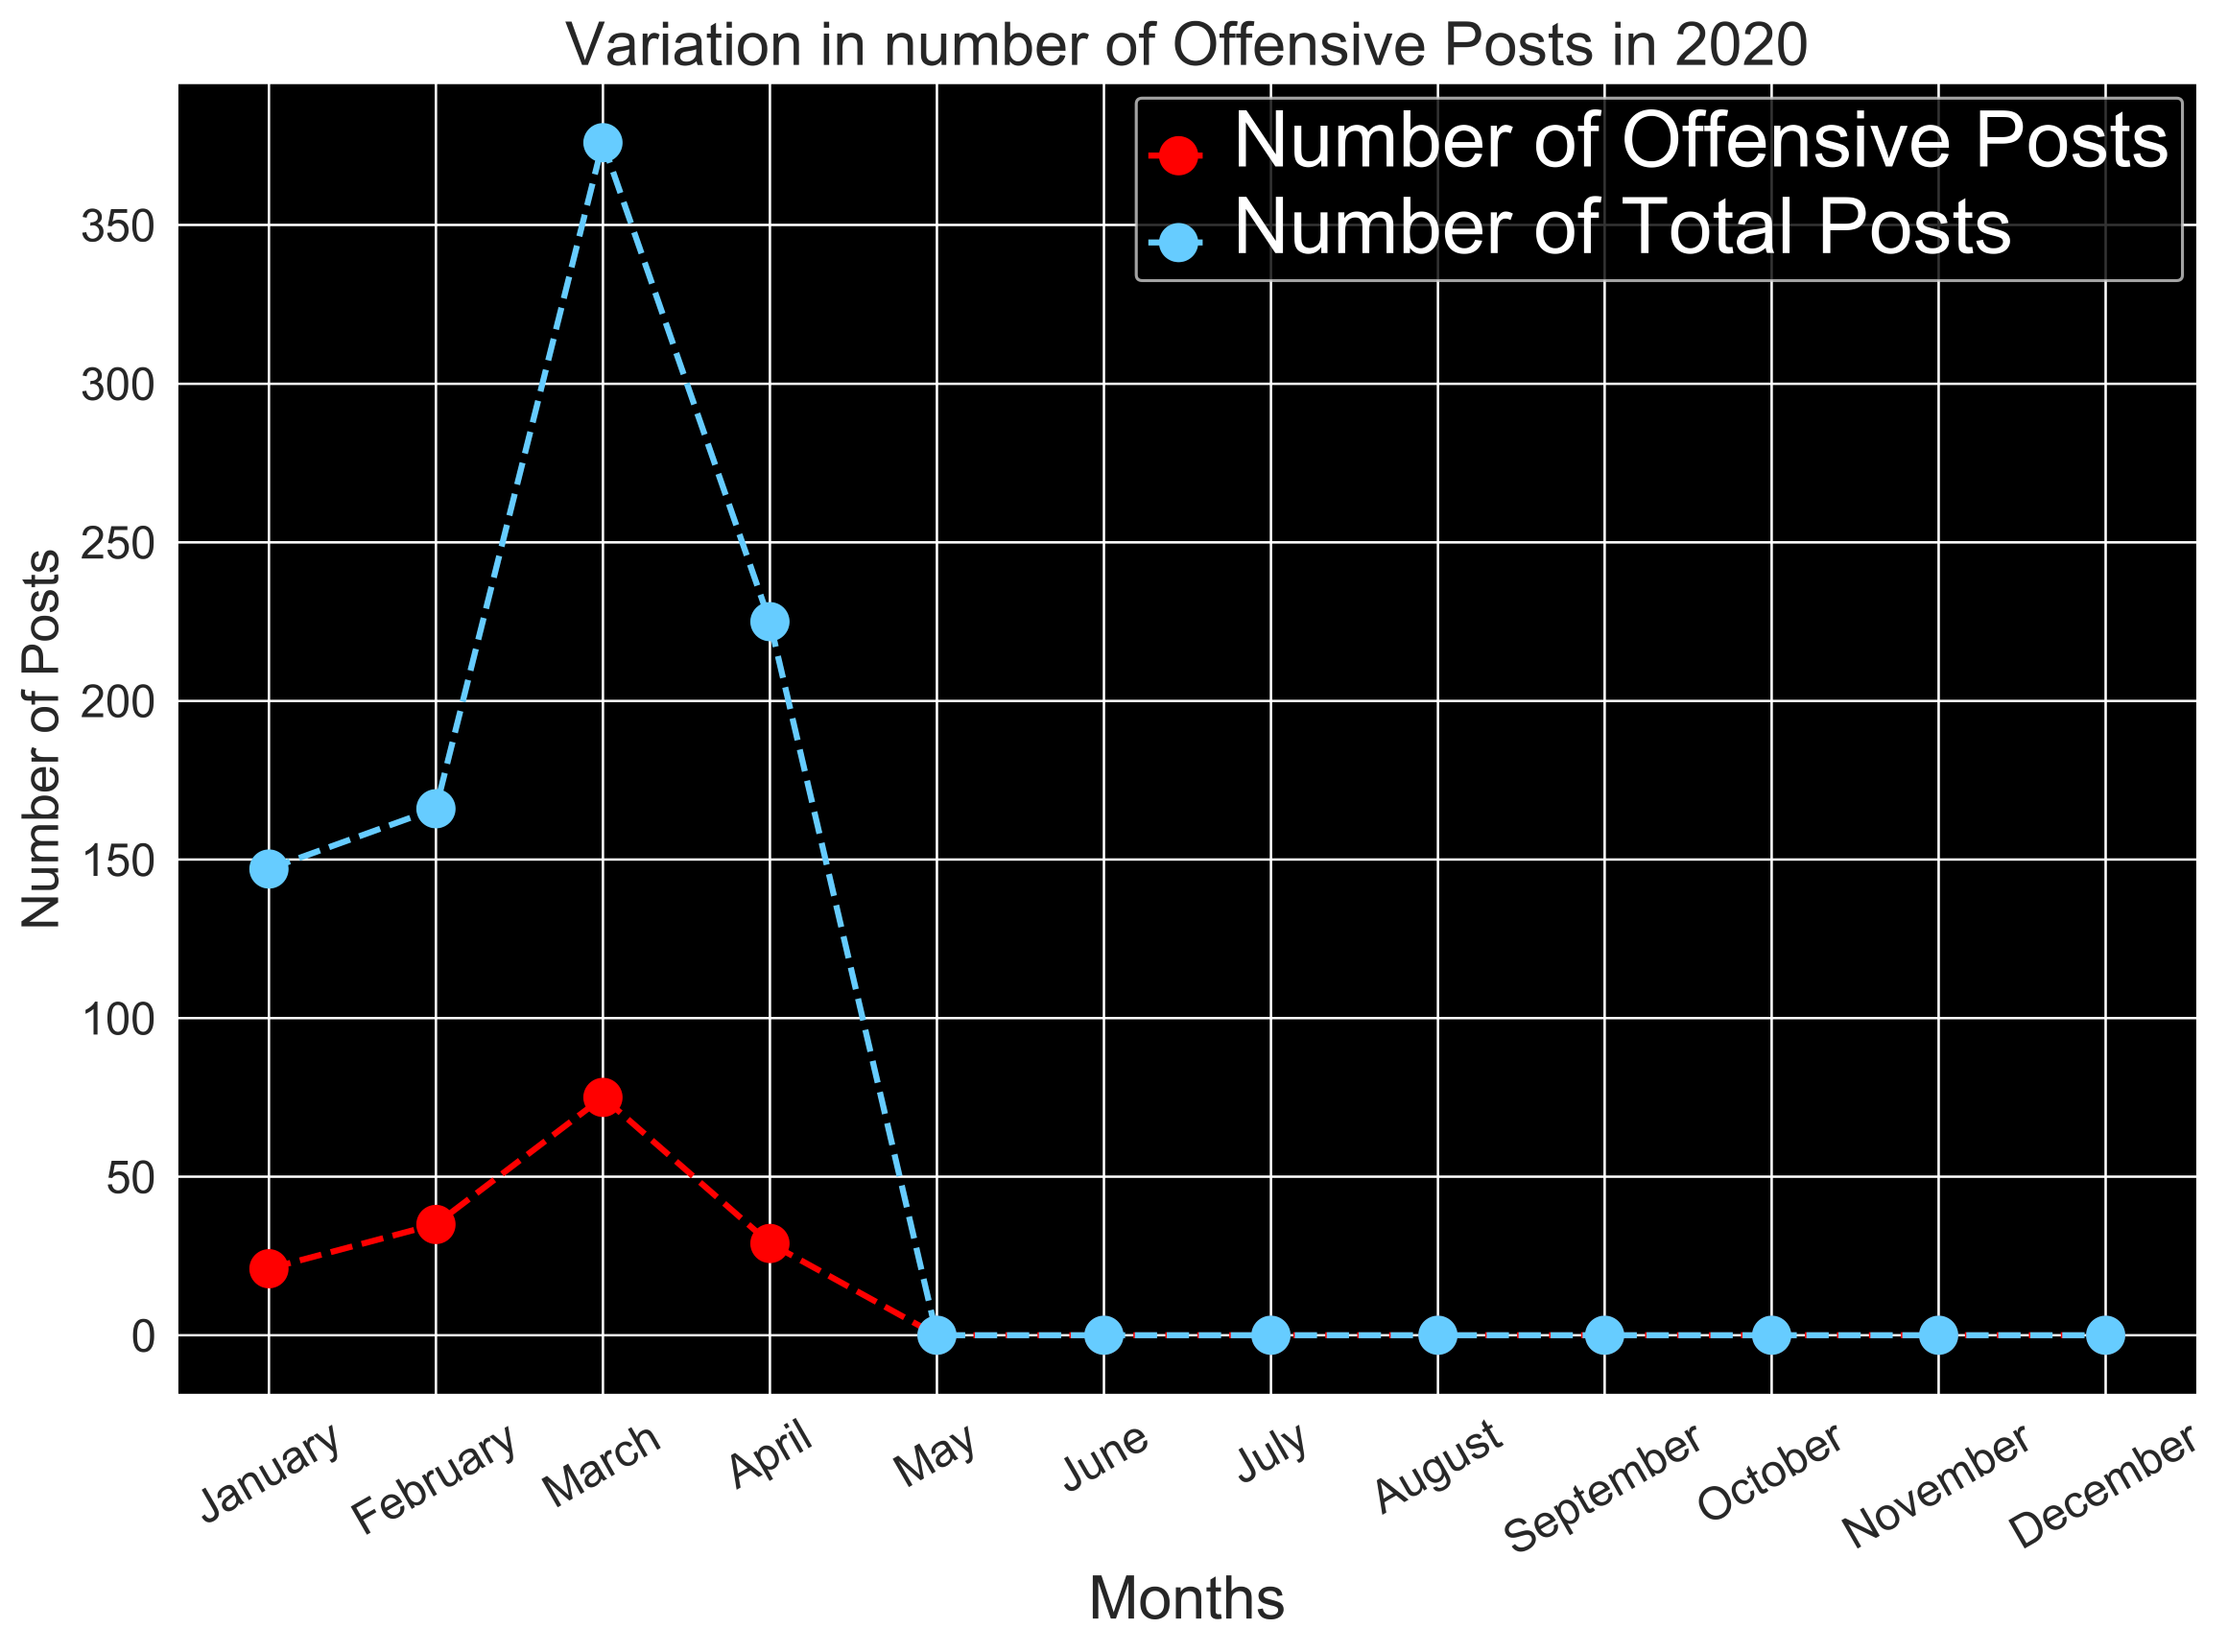 Variation in number of Offensive Posts in 2020
Number of Offensive Posts
Number of Total Posts
350
300
250
200
150
100
50
0
Number of Posts
January
February
March
April
May
June
July
August
September
October
November
December
Months